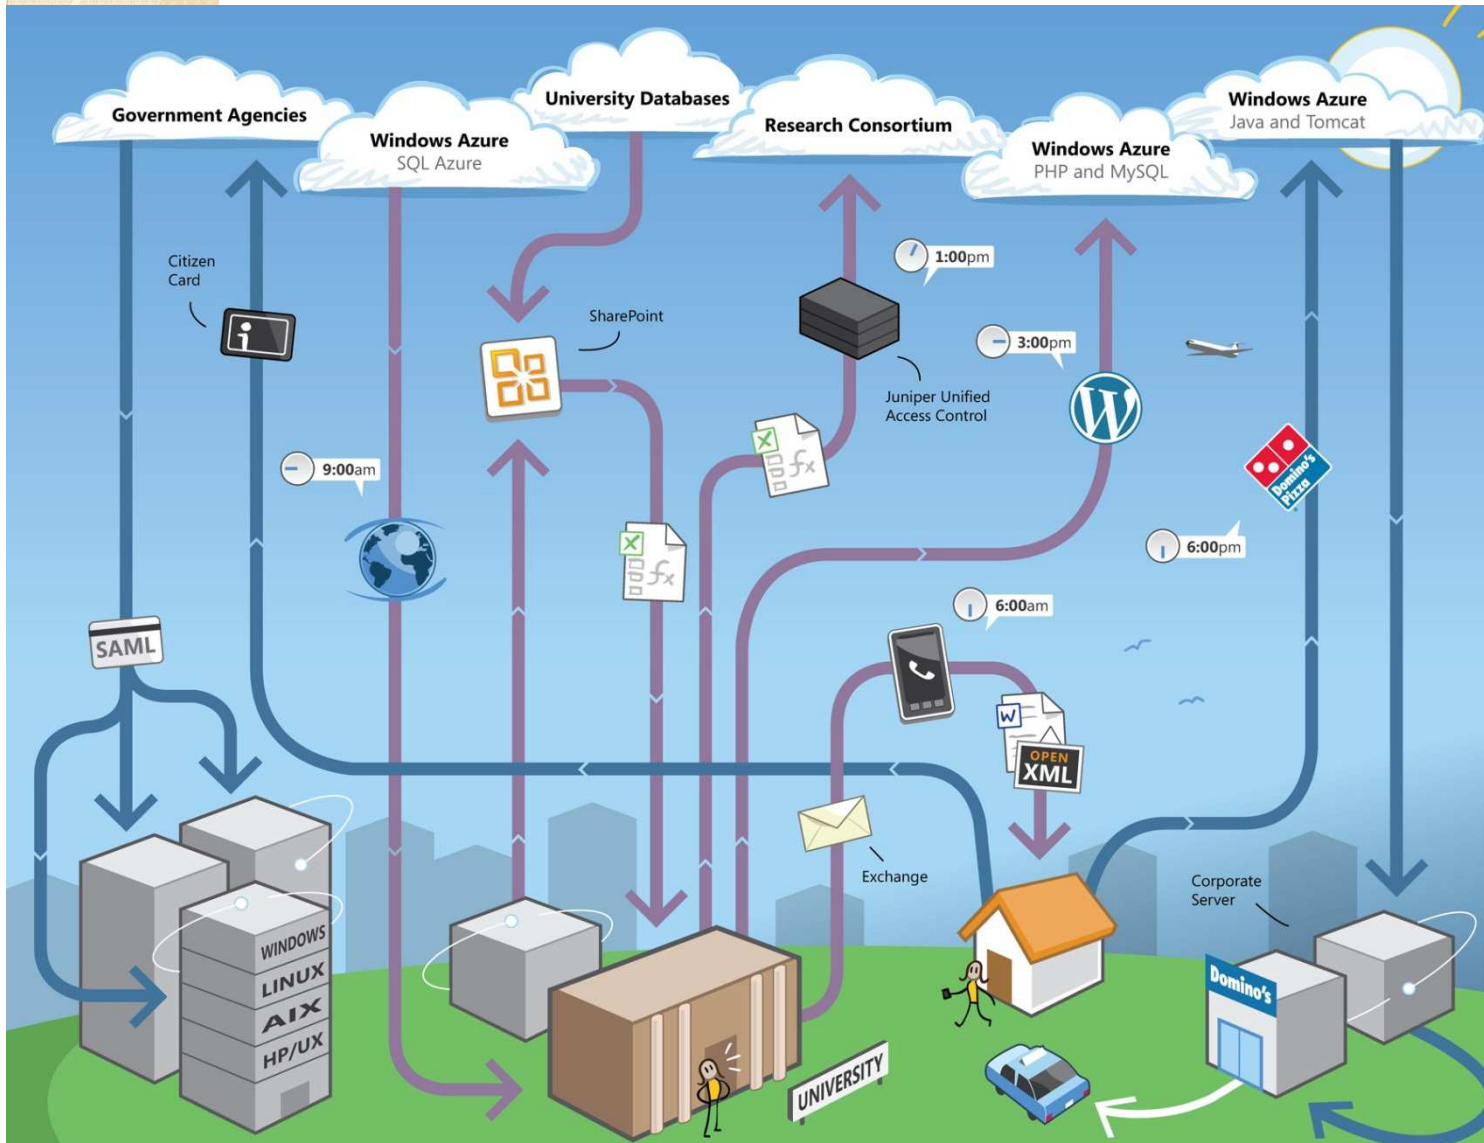 Government Agencies
Windows Azure
SQL Azure
University Databases
Research Consortium
Windows Azure
PHP and MySQL
Windows Azure
Java and Tomcat
Citizen
Card
1:00pm
SharePoint
3:00pm
Juniper Unified
Access Control
W
X
fx
9:00am
Domino's
Pizza
X
fx
6:00pm
6:00am
SAML
W
OPEN
XML
Exchange
Corporate
Server
WINDOWS
LINUX
AIX
HP/UX
Domino's
UNIVERSITY